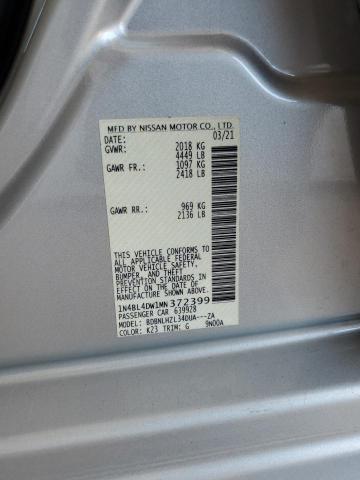 MFD BY NISSAN MOTOR CO., LTD.
DATE: 03/21
GVWR: 2018 KG
4449 LB
GAWR FR.: 1097 KG
2418 LB
GAWR RR.: 969 KG
2136 LB
THIS VEHICLE CONFORMS TO
ALL APPLICABLE FEDERAL
MOTOR VEHICLE SAFETY,
BUMPER, AND THEFT
PREVENTION STANDARDS IN
EFFECT ON THE DATE OF
MANUFACTURE SHOWN ABOVE.
1N4BL4DW1MN372399
PASSENGER CAR 639928
MODEL: BDBNLHZL34DUA---ZA
COLOR: K23 TRIM: G 9N00A